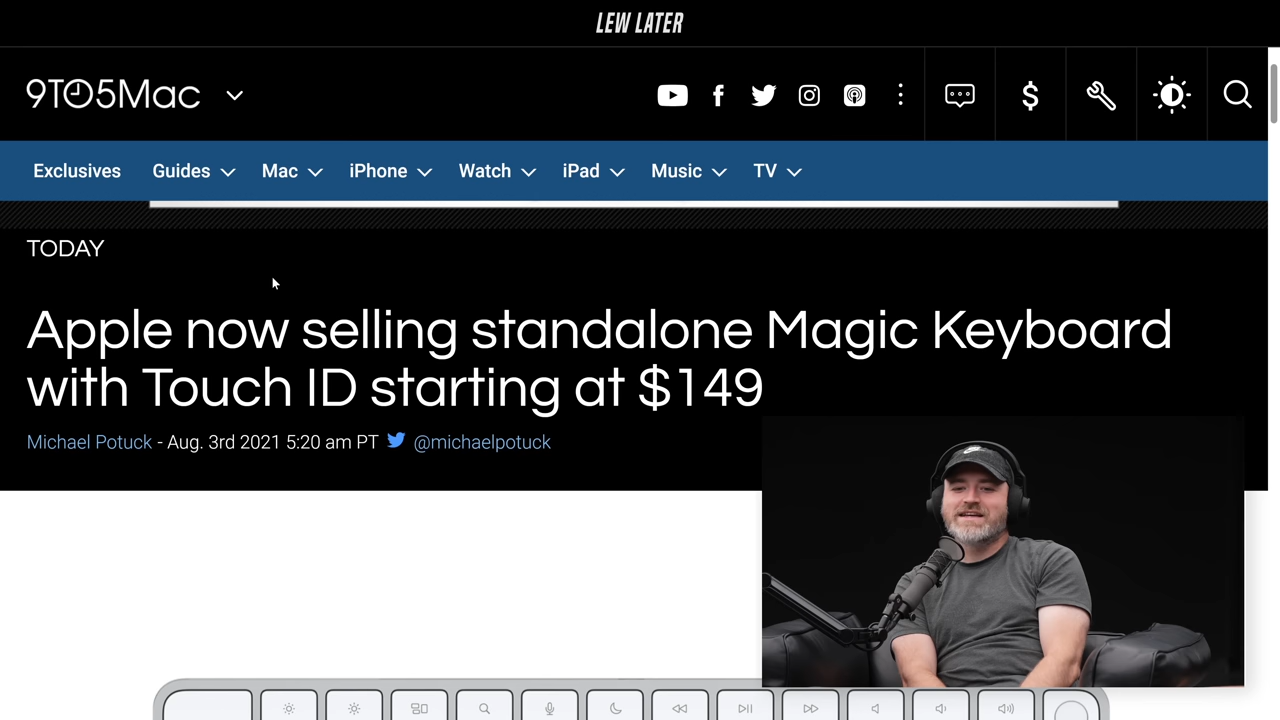 LEW LATER
9TO5Mac
Exclusives Guides Mac iPhone Watch iPad Music TV
TODAY
Apple now selling standalone Magic Keyboard
with Touch ID starting at $149
Michael Potuck - Aug. 3rd 2021 5:20 am PT @michaelpotuck